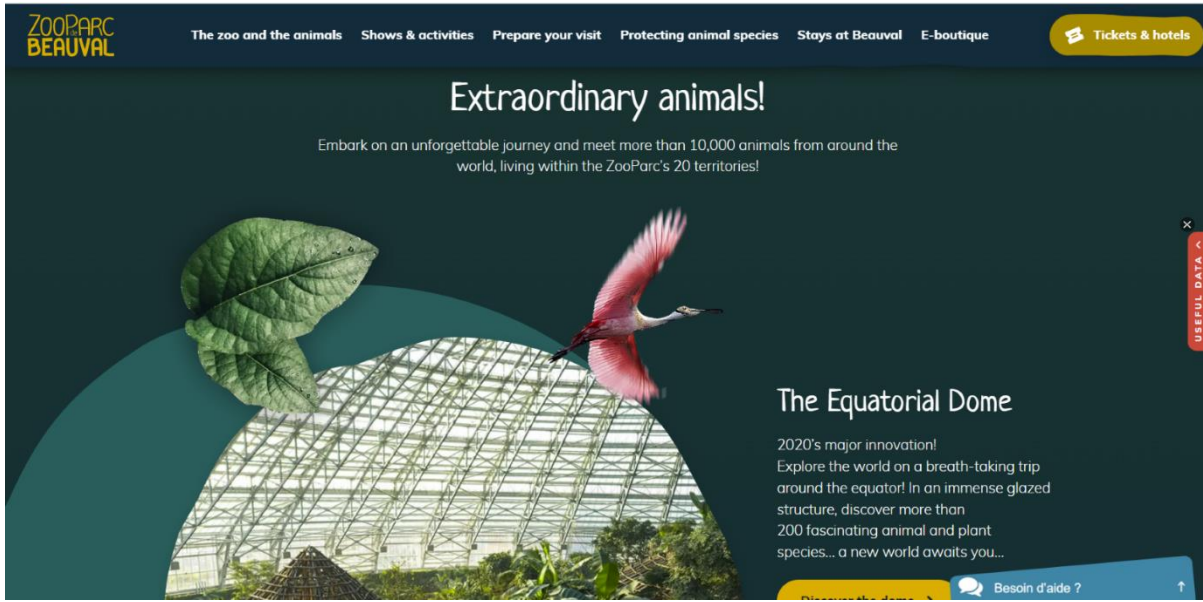 ZOOPARC
de
BEAUVAL
The zoo and the animals
Shows & activities
Prepare your visit
Protecting animal species
Stays at Beauval
E-boutique
Tickets & hotels
Extraordinary animals!
Embark on an unforgettable journey and meet more than 10,000 animals from around the
world, living within the ZooParc's 20 territories!
USEFUL DATA
The Equatorial Dome
2020's major innovation!
Explore the world on a breath-taking trip
around the equator! In an immense glazed
structure, discover more than
200 fascinating animal and plant
species... a new world awaits you...
Discover the dome
Besoin d'aide ?